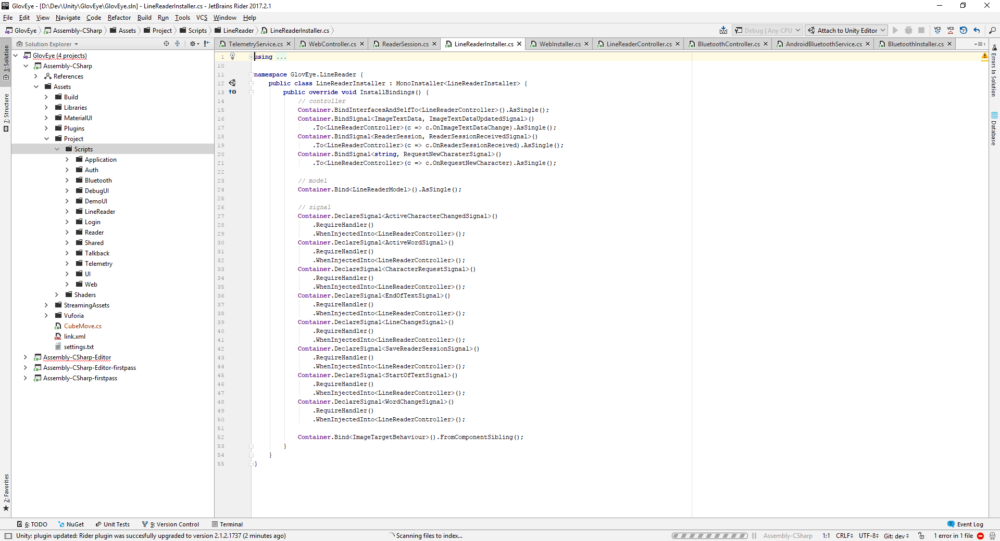 GlovEye - [D:\Dev\Unity\GlovEye\GlovEye.sln] - LineReaderInstaller.cs - JetBrains Rider 2017.2.1
File Edit View Navigate Code Refactor Build Run Tools VCS Window Help
GlovEye Assembly-CSharp Assets Project Scripts LineReader LineReaderInstaller.cs Debug | Any CPU Attach to Unity Editor VCS VCS
Solution Explorer TelemetryService.cs WebController.cs ReaderSession.cs LineReaderInstaller.cs WebInstaller.cs LineReaderController.cs BluetoothController.cs AndroidBluetoothService.cs BluetoothInstaller.cs
1: Solution
7: Structure
2: Favorites
GlovEye (4 projects)
Assembly-CSharp
References
Assets
Build
Libraries
MaterialUI
Plugins
Project
Scripts
Application
Auth
Bluetooth
DebugUI
DemoUI
LineReader
Login
Reader
Shared
Talkback
Telemetry
UI
Web
Shaders
StreamingAssets
Vuforia
CubeMove.cs
link.xml
settings.txt
Assembly-CSharp-Editor
Assembly-CSharp-Editor-firstpass
Assembly-CSharp-firstpass
1 using ...
10
11 namespace GlovEye.LineReader {
12 public class LineReaderInstaller : MonoInstaller<LineReaderInstaller> {
13 public override void InstallBindings() {
14 // controller
15 Container.BindInterfacesAndSelfTo<LineReaderController>().AsSingle();
16 Container.BindSignal<ImageTextData, ImageTextDataUpdatedSignal>()
17 .To<LineReaderController>(c => c.OnImageTextDataChange).AsSingle();
18 Container.BindSignal<ReaderSession, ReaderSessionReceivedSignal>()
19 .To<LineReaderController>(c => c.OnReaderSessionReceived).AsSingle();
20 Container.BindSignal<string, RequestNewCharaterSignal>()
21 .To<LineReaderController>(c => c.OnRequestNewCharacter).AsSingle();
22
23 // model
24 Container.Bind<LineReaderModel>().AsSingle();
25
26 // signal
27 Container.DeclareSignal<ActiveCharacterChangedSignal>()
28 .RequireHandler()
29 .WhenInjectedInto<LineReaderController>();
30 Container.DeclareSignal<ActiveWordSignal>()
31 .RequireHandler()
32 .WhenInjectedInto<LineReaderController>();
33 Container.DeclareSignal<CharacterRequestSignal>()
34 .RequireHandler()
35 .WhenInjectedInto<LineReaderController>();
36 Container.DeclareSignal<EndOfTextSignal>()
37 .RequireHandler()
38 .WhenInjectedInto<LineReaderController>();
39 Container.DeclareSignal<LineChangeSignal>()
40 .RequireHandler()
41 .WhenInjectedInto<LineReaderController>();
42 Container.DeclareSignal<SaveReaderSessionSignal>()
43 .RequireHandler()
44 .WhenInjectedInto<LineReaderController>();
45 Container.DeclareSignal<StartOfTextSignal>()
46 .RequireHandler()
47 .WhenInjectedInto<LineReaderController>();
48 Container.DeclareSignal<WordChangeSignal>()
49 .RequireHandler()
50 .WhenInjectedInto<LineReaderController>();
51
52 Container.Bind<ImageTargetBehaviour>().FromComponentSibling();
53 }
54 }
55 }
Errors In Solution
Database
6: TODO NuGet Unit Tests 9: Version Control Terminal 1 Event Log
Unity: plugin updated: Rider plugin was succesfully upgraded to version 2.1.2.1737 (2 minutes ago) Scanning files to index... Assembly-CSharp 1:1 CRLF UTF-8 Git: dev 1 error in 1 file